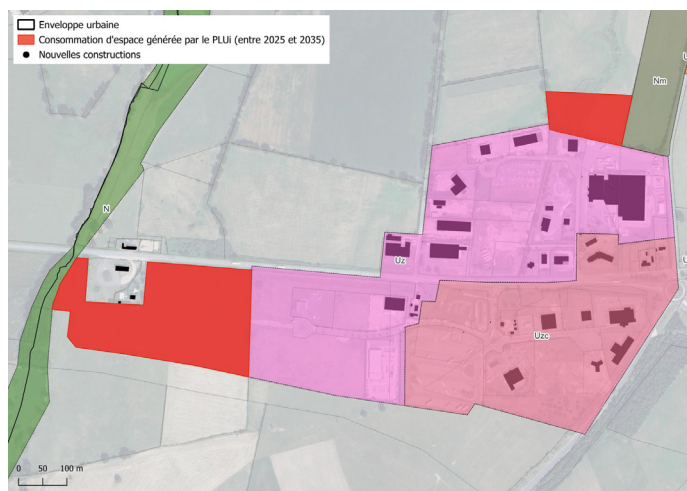 Enveloppe urbaine
Consommation d'espace générée par le PLUi (entre 2025 et 2035)
Nouvelles constructions
Nm
U
N
Uz
U
Uzc
0 50 100 m